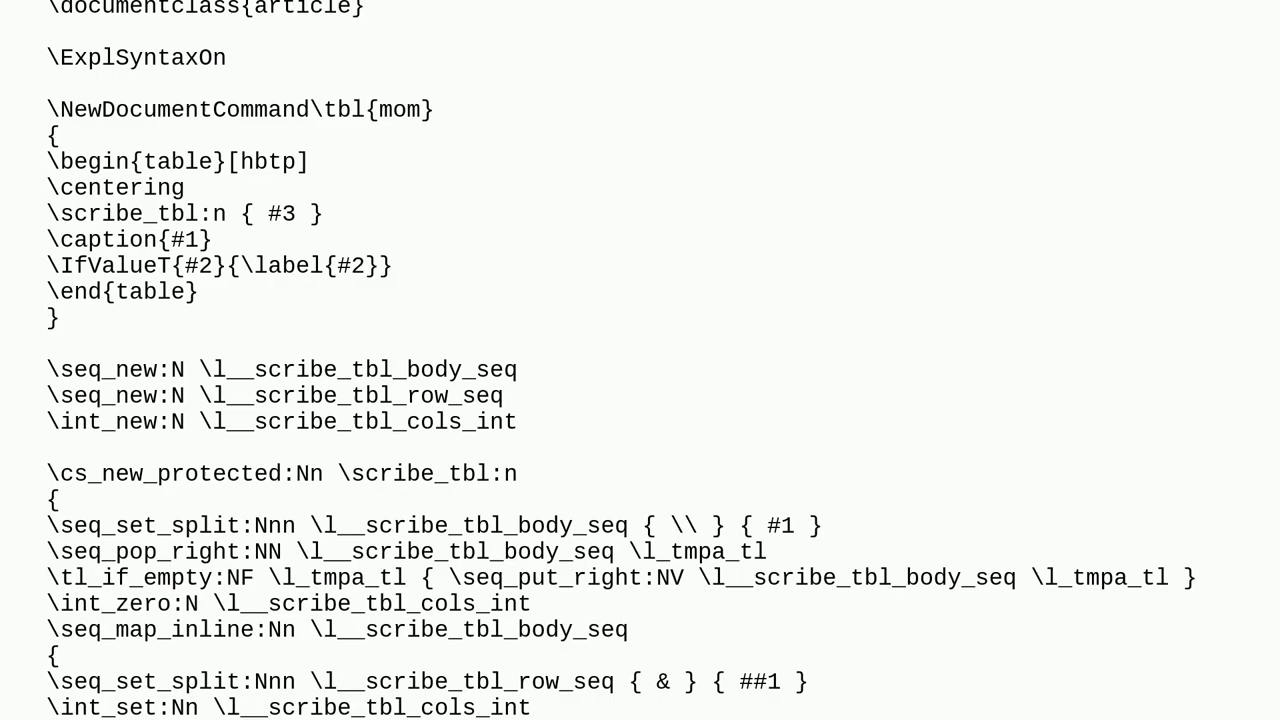 \documentclass{article}
\ExplSyntaxOn
\NewDocumentCommand\tbl{mom}
{
\begin{table}[hbtp]
\centering
\scribe_tbl:n { #3 }
\caption{#1}
\IfValueT{#2}{\label{#2}}
\end{table}
}
\seq_new:N \l__scribe_tbl_body_seq
\seq_new:N \l__scribe_tbl_row_seq
\int_new:N \l__scribe_tbl_cols_int
\cs_new_protected:Nn \scribe_tbl:n
{
\seq_set_split:Nnn \l__scribe_tbl_body_seq { \\ } { #1 }
\seq_pop_right:NN \l__scribe_tbl_body_seq \l_tmpa_tl
\tl_if_empty:NF \l_tmpa_tl { \seq_put_right:NV \l__scribe_tbl_body_seq \l_tmpa_tl }
\int_zero:N \l__scribe_tbl_cols_int
\seq_map_inline:Nn \l__scribe_tbl_body_seq
{
\seq_set_split:Nnn \l__scribe_tbl_row_seq { & } { ##1 }
\int_set:Nn \l__scribe_tbl_cols_int